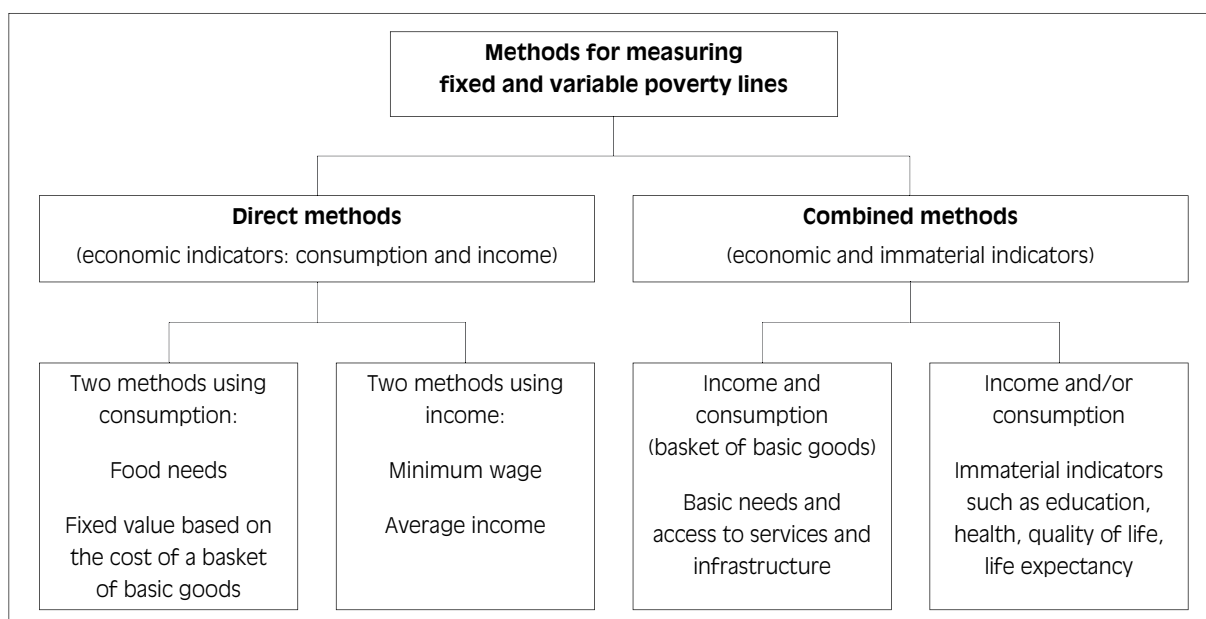 Methods for measuring
fixed and variable poverty lines
Direct methods
(economic indicators: consumption and income)
Combined methods
(economic and immaterial indicators)
Two methods using
consumption:
Food needs
Fixed value based on
the cost of a basket
of basic goods
Two methods using
income:
Minimum wage
Average income
Income and
consumption
(basket of basic goods)
Basic needs and
access to services and
infrastructure
Income and/or
consumption
Immaterial indicators
such as education,
health, quality of life,
life expectancy